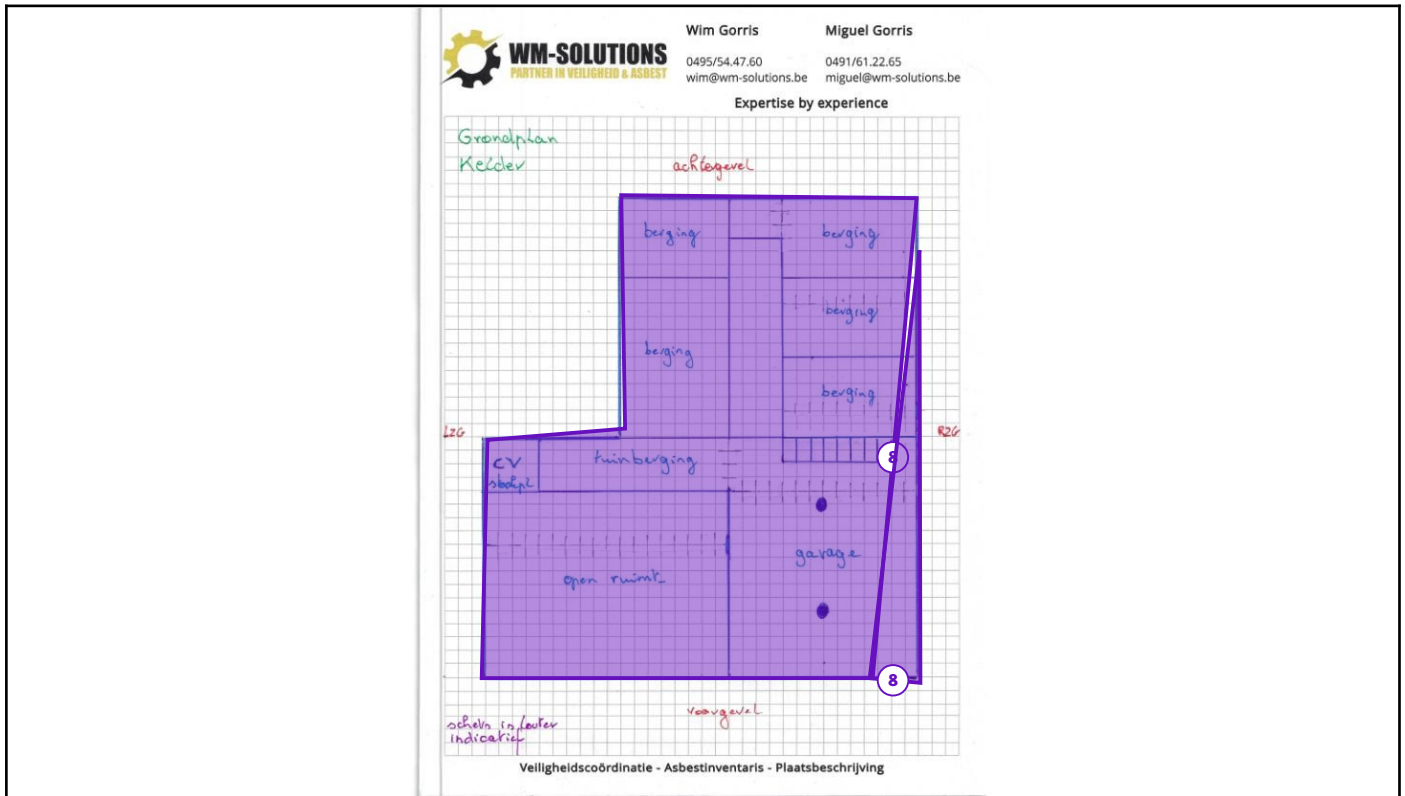 Wim Gorris
Miguel Gorris
WM-SOLUTIONS
PARTNER IN VEILIGHEID & ASBEST
0495/54.47.60
0491/61.22.65
wim@wm-solutions.be
miguel@wm-solutions.be
Expertise by experience
Grondplan
Kelder
achtergevel
berging
berging
berging
berging
berging
LZG
RZG
CV
stookpl
tuinberging
8
garage
open ruimte
8
voorgevel
schets is louter
indicatief
Veiligheidscoördinatie - Asbestinventaris - Plaatsbeschrijving